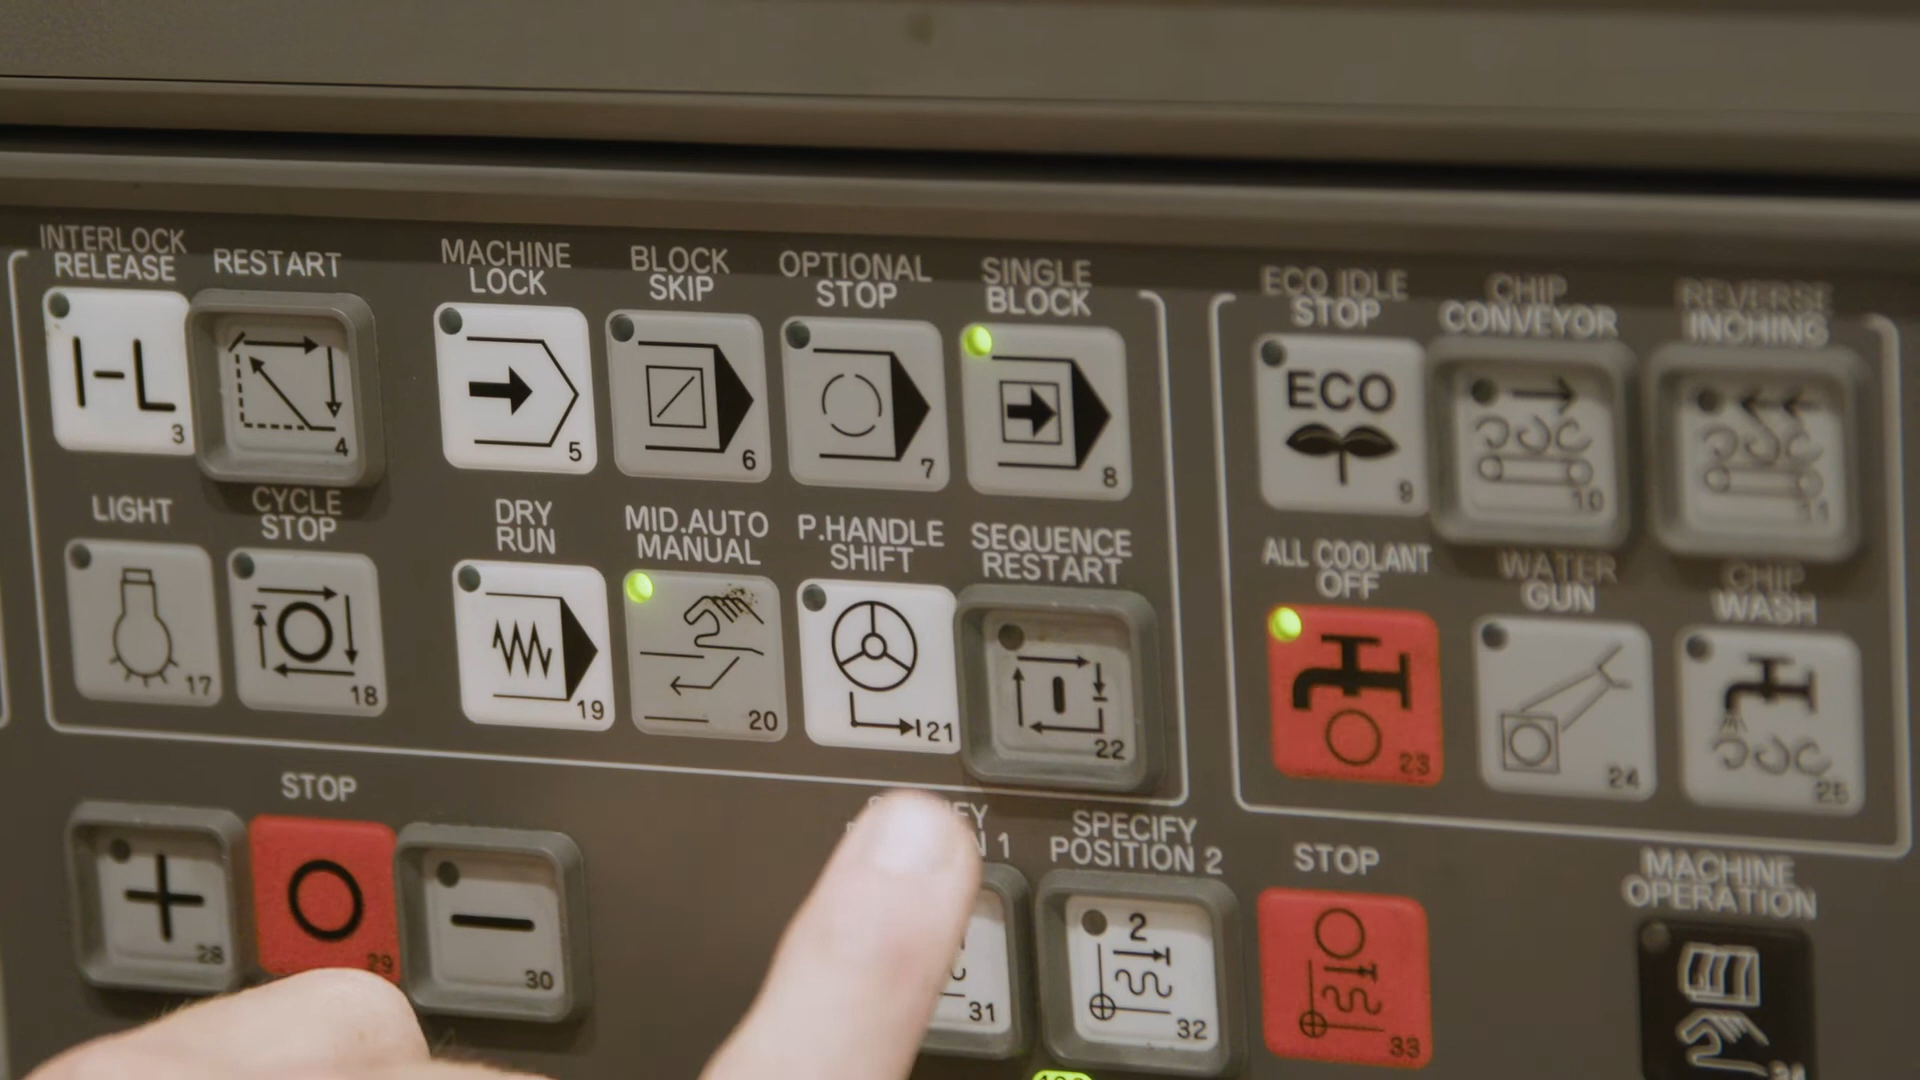 INTERLOCK
RELEASE
RESTART
MACHINE
LOCK
BLOCK
SKIP
OPTIONAL
STOP
SINGLE
BLOCK
ECO IDLE
STOP
CHIP
CONVEYOR
REVERSE
INCHING
I-L
3
4
5
6
7
8
ECO
9
10
11
LIGHT
CYCLE
STOP
DRY
RUN
MID.AUTO
MANUAL
P.HANDLE
SHIFT
SEQUENCE
RESTART
ALL COOLANT
OFF
WATER
GUN
CHIP
WASH
17
18
19
20
21
22
23
24
25
STOP
SPECIFY
POSITION 2
STOP
MACHINE
OPERATION
1
28
29
30
31
2
32
33